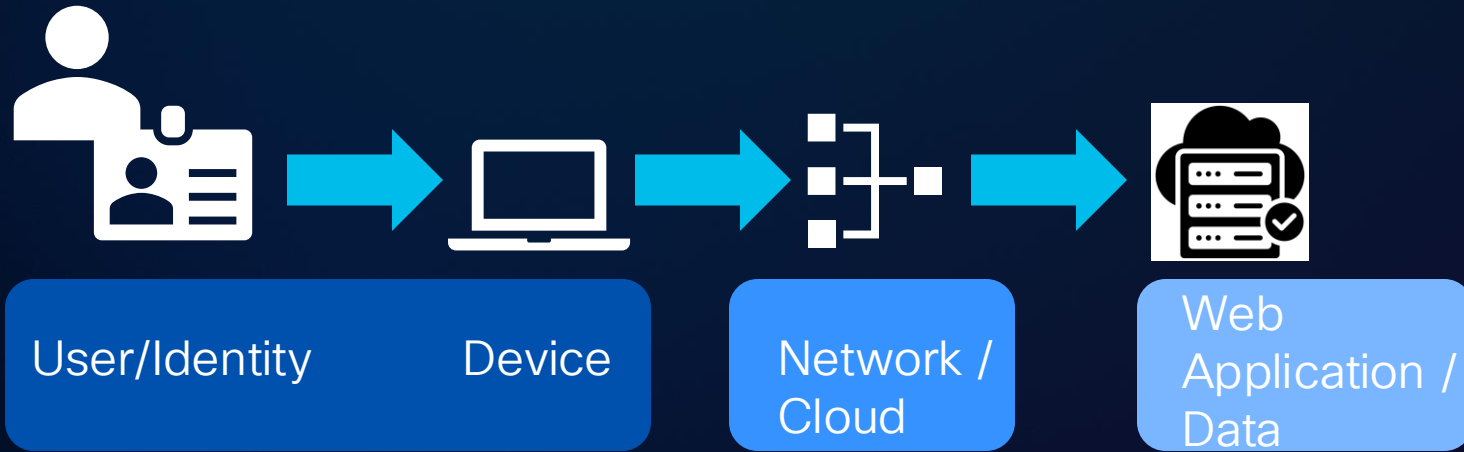 User/Identity
Device
Network /
Cloud
Web
Application /
Data